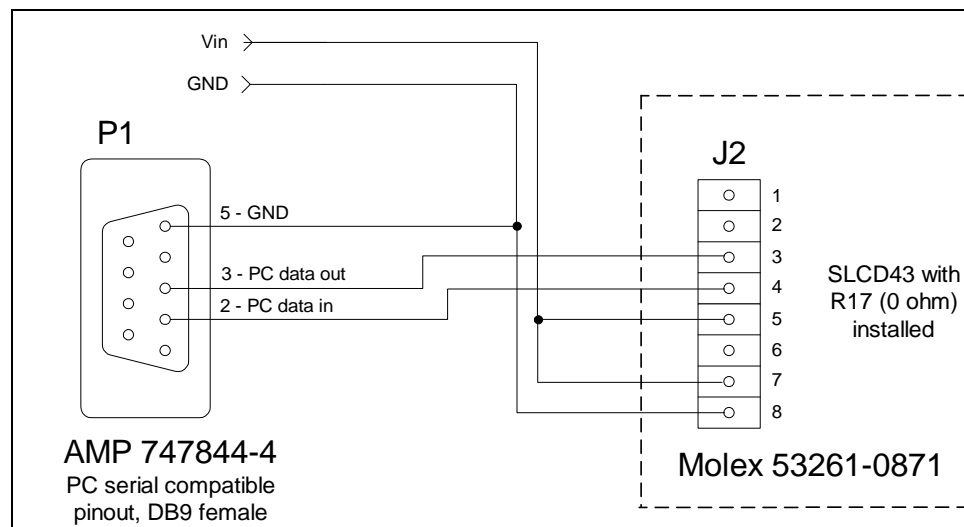 Vin
GND
P1
J2
5 - GND
3 - PC data out
2 - PC data in
1
2
3
4
5
6
7
8
SLCD43 with
R17 (0 ohm)
installed
AMP 747844-4
PC serial compatible
pinout, DB9 female
Molex 53261-0871